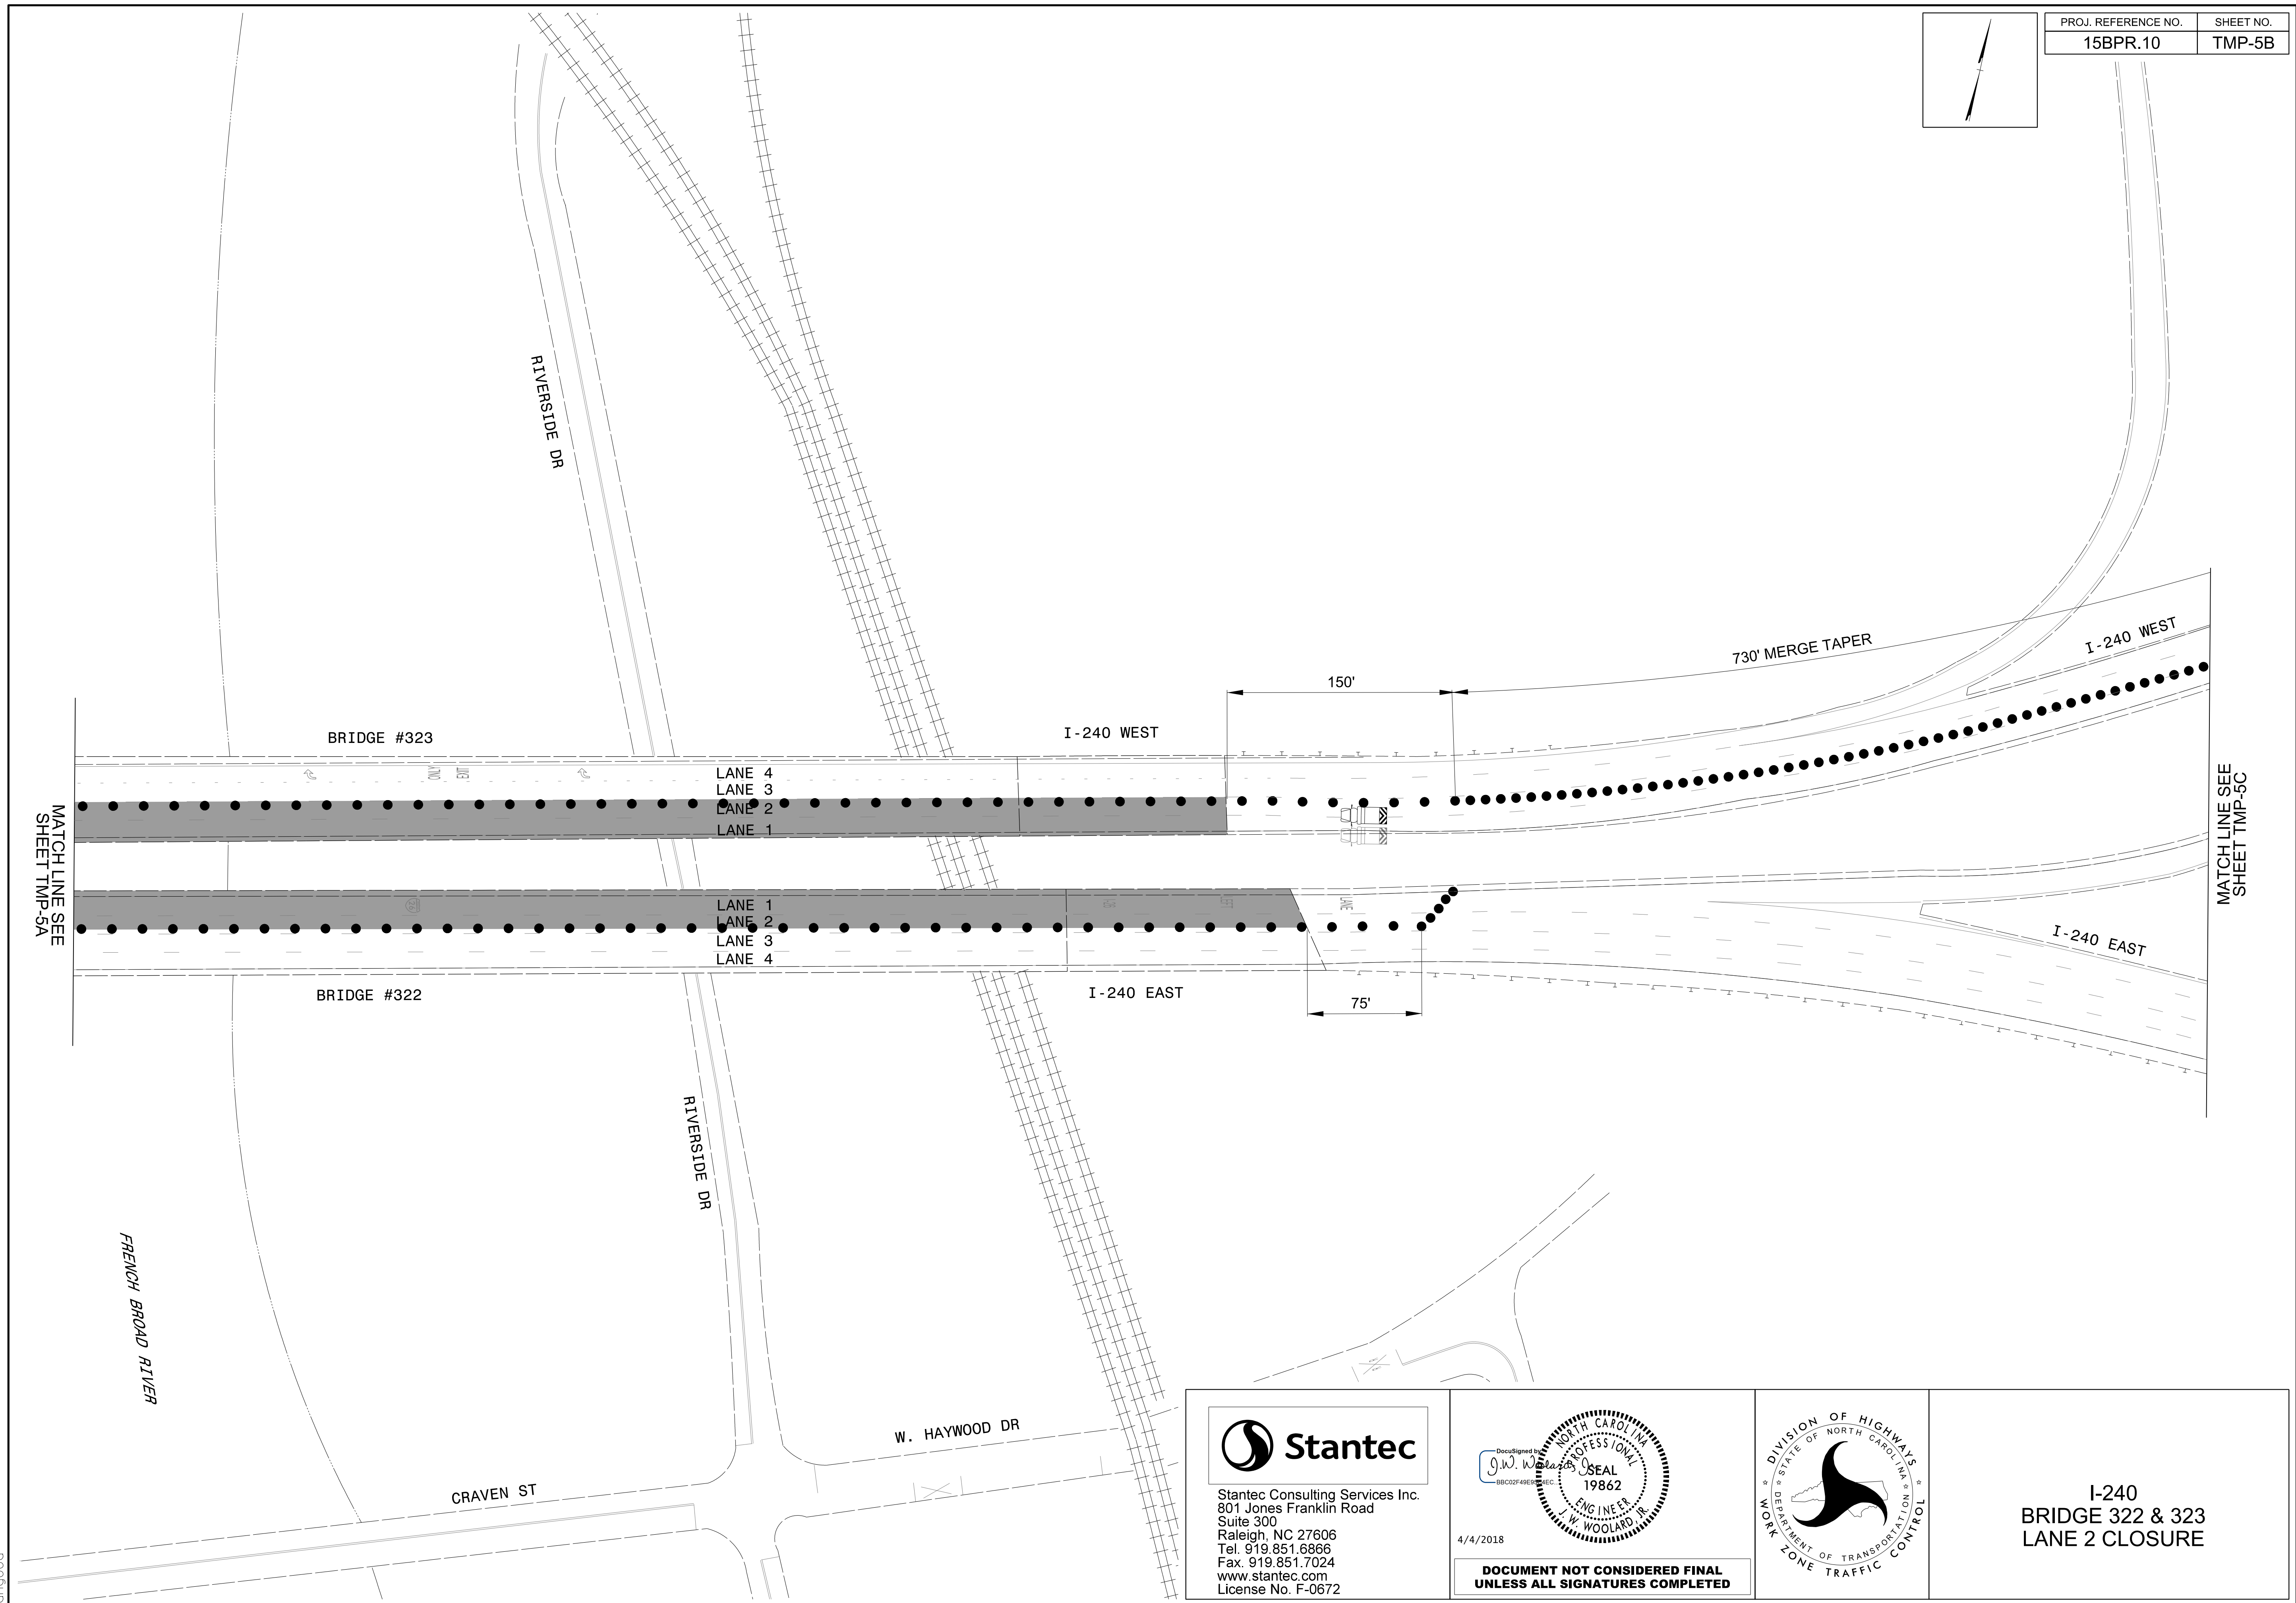 PROJ. REFERENCE NO.
SHEET NO.
15BPR.10
TMP-5B
RIVERSIDE DR
730' MERGE TAPER
I-240 WEST
150'
BRIDGE #323
I-240 WEST
ONLY
LANE 4
LANE 3
LANE 2
LANE 1
MATCH LINE SEE
SHEET TMP-5A
MATCH LINE SEE
SHEET TMP-5C
LANE 1
LANE 2
LANE 3
LANE 4
LEFT
LANE
I-240 EAST
BRIDGE #322
I-240 EAST
75'
RIVERSIDE DR
FRENCH BROAD RIVER
W. HAYWOOD DR
CRAVEN ST
Stantec
Stantec Consulting Services Inc.
801 Jones Franklin Road
Suite 300
Raleigh, NC 27606
Tel. 919.851.6866
Fax. 919.851.7024
www.stantec.com
License No. F-0672
DocuSigned by
J.W. Woolard, Jr.
NORTH CAROLINA
PROFESSIONAL
SEAL
19862
ENGINEER
J. W. WOOLARD, JR.
4/4/2018
DOCUMENT NOT CONSIDERED FINAL
UNLESS ALL SIGNATURES COMPLETED
DIVISION OF HIGHWAYS
STATE OF NORTH CAROLINA
DEPARTMENT OF TRANSPORTATION
WORK ZONE TRAFFIC CONTROL
I-240
BRIDGE 322 & 323
LANE 2 CLOSURE